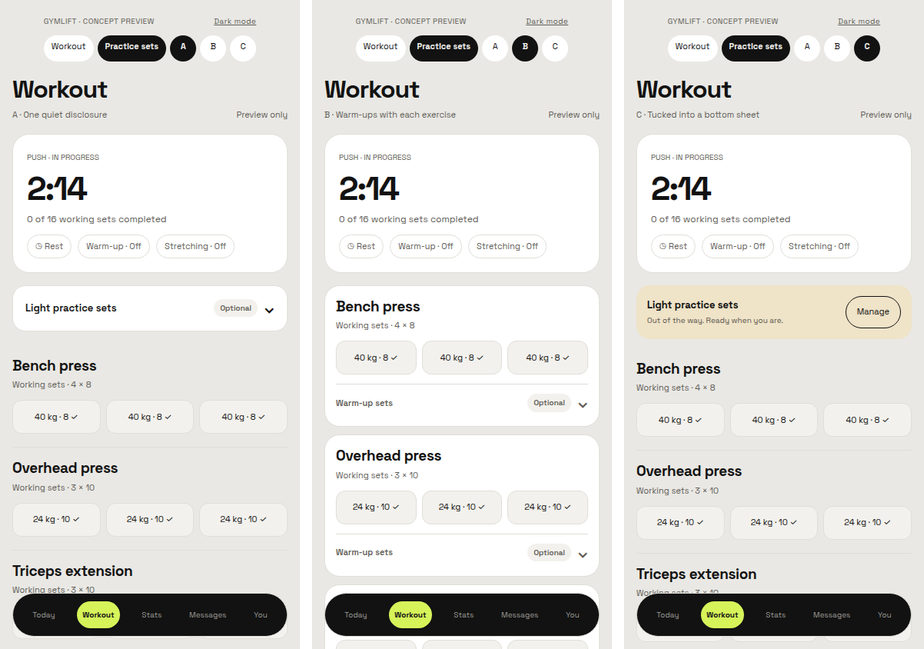 GYMLIFT · CONCEPT PREVIEW Dark mode
Workout Practice sets A B C
Workout
A · One quiet disclosure Preview only
PUSH · IN PROGRESS
2:14
0 of 16 working sets completed
◷ Rest Warm-up · Off Stretching · Off
Light practice sets Optional
Bench press
Working sets · 4 × 8
40 kg · 8 ✓ 40 kg · 8 ✓ 40 kg · 8 ✓
Overhead press
Working sets · 3 × 10
24 kg · 10 ✓ 24 kg · 10 ✓ 24 kg · 10 ✓
Triceps extension
Working sets · 3 × 10
Today Workout Stats Messages You
GYMLIFT · CONCEPT PREVIEW Dark mode
Workout Practice sets A B C
Workout
B · Warm-ups with each exercise Preview only
PUSH · IN PROGRESS
2:14
0 of 16 working sets completed
◷ Rest Warm-up · Off Stretching · Off
Bench press
Working sets · 4 × 8
40 kg · 8 ✓ 40 kg · 8 ✓ 40 kg · 8 ✓
Warm-up sets Optional
Overhead press
Working sets · 3 × 10
24 kg · 10 ✓ 24 kg · 10 ✓ 24 kg · 10 ✓
Warm-up sets Optional
Today Workout Stats Messages You
GYMLIFT · CONCEPT PREVIEW Dark mode
Workout Practice sets A B C
Workout
C · Tucked into a bottom sheet Preview only
PUSH · IN PROGRESS
2:14
0 of 16 working sets completed
◷ Rest Warm-up · Off Stretching · Off
Light practice sets
Out of the way. Ready when you are.
Manage
Bench press
Working sets · 4 × 8
40 kg · 8 ✓ 40 kg · 8 ✓ 40 kg · 8 ✓
Overhead press
Working sets · 3 × 10
24 kg · 10 ✓ 24 kg · 10 ✓ 24 kg · 10 ✓
Triceps extension
Working sets · 3 × 10
Today Workout Stats Messages You